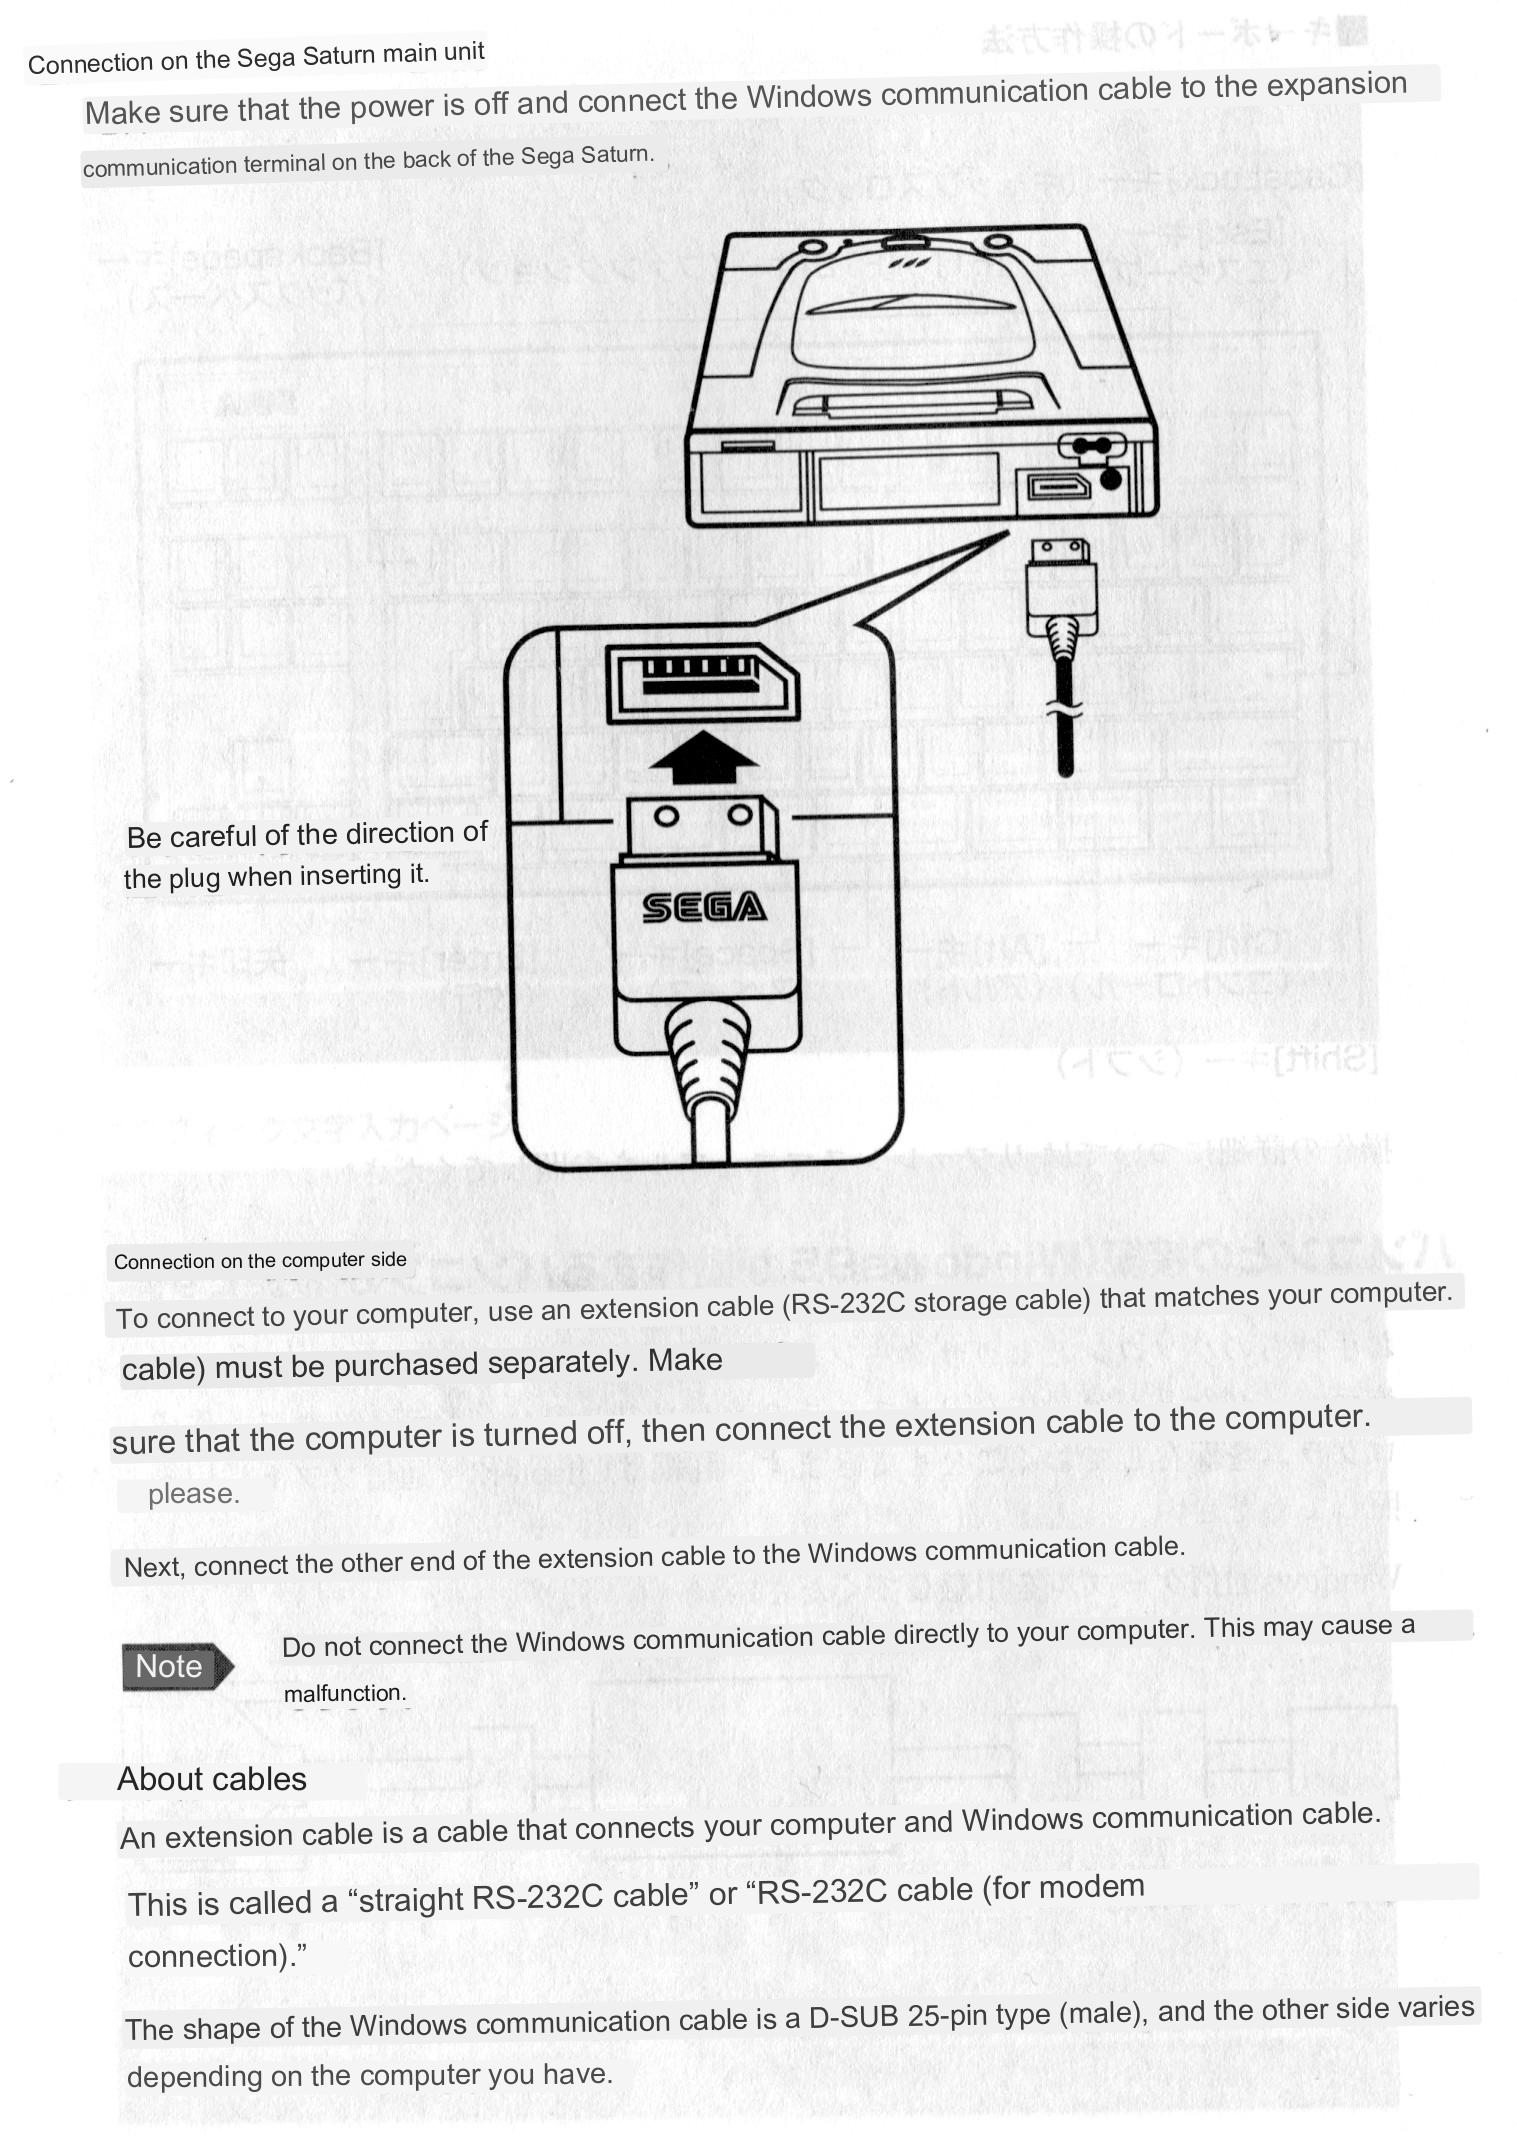 Connection on the Sega Saturn main unit
Make sure that the power is off and connect the Windows communication cable to the expansion
communication terminal on the back of the Sega Saturn.
Be careful of the direction of
the plug when inserting it.
SEGA
Connection on the computer side
To connect to your computer, use an extension cable (RS-232C storage cable) that matches your computer.
cable) must be purchased separately. Make
sure that the computer is turned off, then connect the extension cable to the computer.
please.
Next, connect the other end of the extension cable to the Windows communication cable.
Note
Do not connect the Windows communication cable directly to your computer. This may cause a
malfunction.
About cables
An extension cable is a cable that connects your computer and Windows communication cable.
This is called a “straight RS-232C cable” or “RS-232C cable (for modem
connection).”
The shape of the Windows communication cable is a D-SUB 25-pin type (male), and the other side varies
depending on the computer you have.